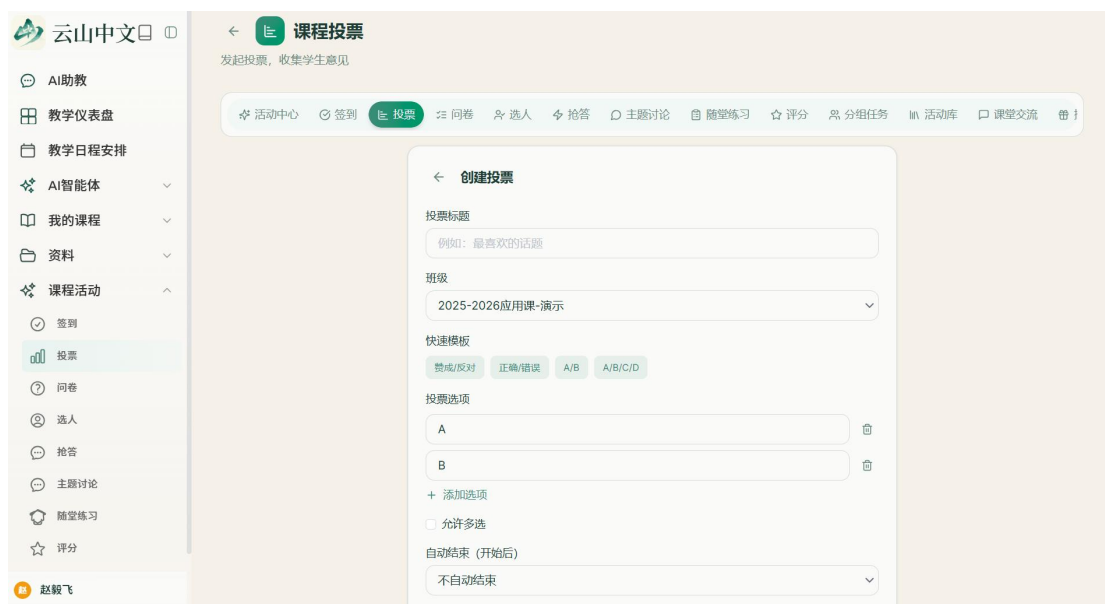 云山中文
课程投票
发起投票，收集学生意见
AI助教
教学仪表盘
教学日程安排
AI智能体
我的课程
资料
课程活动
签到
投票
问卷
选人
抢答
主题讨论
随堂练习
评分
赵
赵毅飞
活动中心 签到 投票 问卷 选人 抢答 主题讨论 随堂练习 评分 分组任务 活动库 课堂交流
创建投票
投票标题
例如：最喜欢的话题
班级
2025-2026应用课-演示
快速模板
赞成/反对 正确/错误 A/B A/B/C/D
投票选项
A
B
+ 添加选项
允许多选
自动结束（开始后）
不自动结束